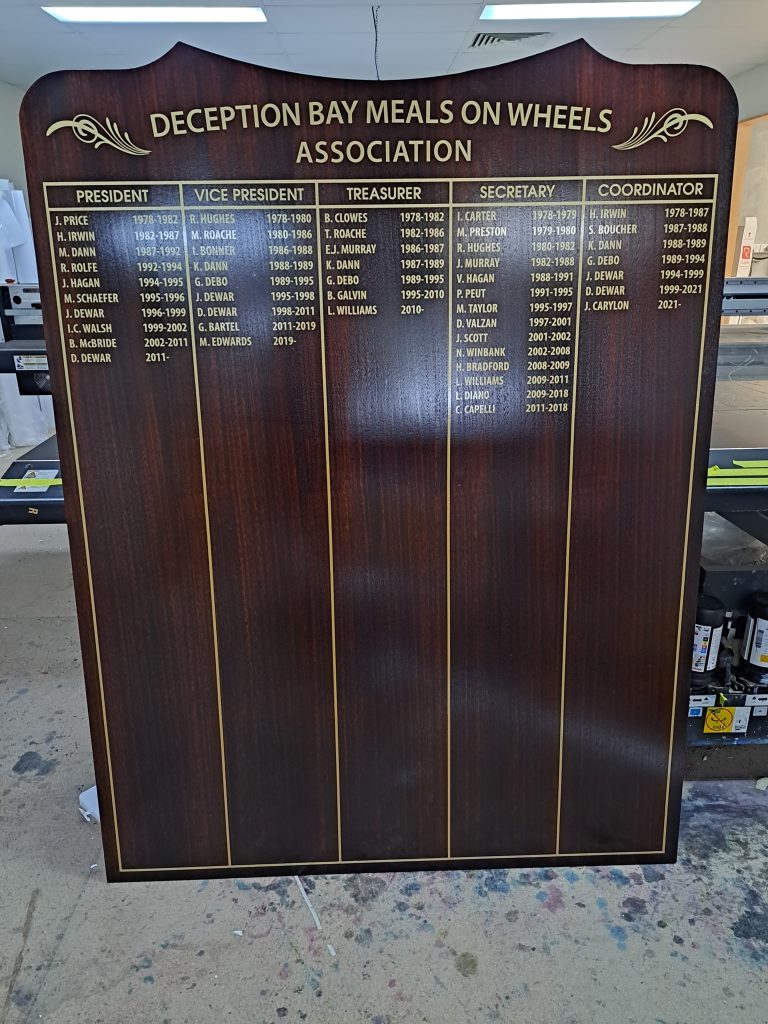 DECEPTION BAY MEALS ON WHEELS
ASSOCIATION
PRESIDENT
J. PRICE 1978-1982
H. IRWIN 1982-1987
M. DANN 1987-1992
R. ROLFE 1992-1994
J. HAGAN 1994-1995
M. SCHAEFER 1995-1996
J. DEWAR 1996-1999
I.C. WALSH 1999-2002
B. McBRIDE 2002-2011
D. DEWAR 2011-
VICE PRESIDENT
R. HUGHES 1978-1980
M. ROACHE 1980-1986
I. BONNER 1986-1988
K. DANN 1988-1989
G. DEBO 1989-1995
J. DEWAR 1995-1998
D. DEWAR 1998-2011
G. BARTEL 2011-2019
M. EDWARDS 2019-
TREASURER
B. CLOWES 1978-1982
T. ROACHE 1982-1986
E.J. MURRAY 1986-1987
K. DANN 1987-1989
G. DEBO 1989-1995
B. GALVIN 1995-2010
L. WILLIAMS 2010-
SECRETARY
I. CARTER 1978-1979
M. PRESTON 1979-1980
R. HUGHES 1980-1982
J. MURRAY 1982-1988
V. HAGAN 1988-1991
P. PEUT 1991-1995
M. TAYLOR 1995-1997
D. VALZAN 1997-2001
J. SCOTT 2001-2002
N. WINBANK 2002-2008
H. BRADFORD 2008-2009
L. WILLIAMS 2009-2011
L. DIANO 2009-2018
C. CAPELLI 2011-2018
COORDINATOR
H. IRWIN 1978-1987
S. BOUCHER 1987-1988
K. DANN 1988-1989
G. DEBO 1989-1994
J. DEWAR 1994-1999
D. DEWAR 1999-2021
J. CARYLON 2021-
R